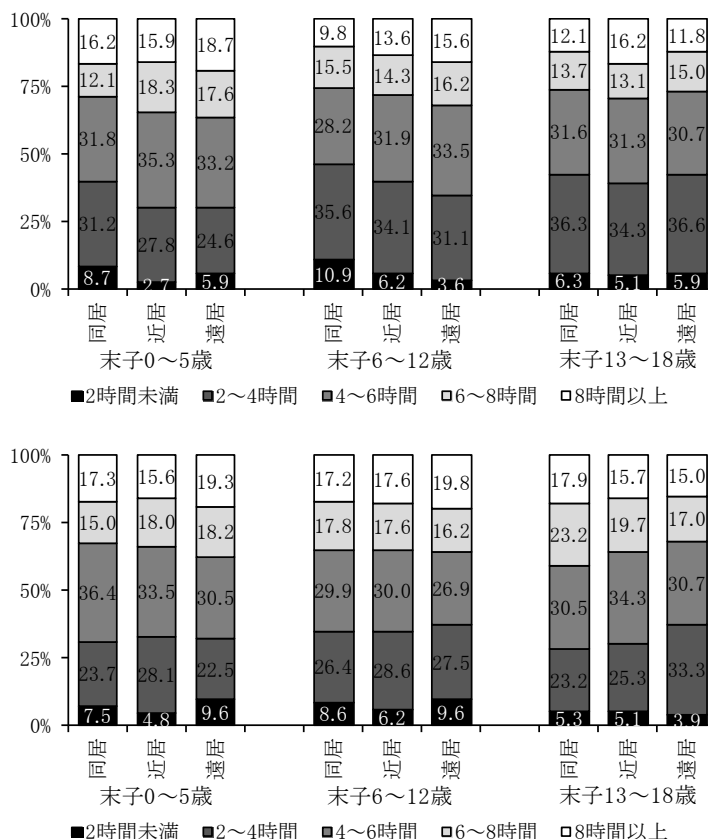 100%
16.2 15.9 18.7 9.8 13.6 15.6 12.1 16.2 11.8
75%
12.1 18.3 17.6 15.5 14.3 16.2 13.7 13.1 15.0
50%
31.8 35.3 33.2 28.2 31.9 33.5 31.6 31.3 30.7
25%
31.2 27.8 24.6 35.6 34.1 31.1 36.3 34.3 36.6
8.7 2.7 5.9 10.9 6.2 3.6 6.3 5.1 5.9
0%
同居 近居 遠居 同居 近居 遠居 同居 近居 遠居
末子0～5歳 末子6～12歳 末子13～18歳
■2時間未満 ■2～4時間 ■4～6時間 □6～8時間 □8時間以上
100%
17.3 15.6 19.3 17.2 17.6 19.8 17.9 15.7 15.0
75%
15.0 18.0 18.2 17.8 17.6 16.2 23.2 19.7 17.0
50%
36.4 33.5 30.5 29.9 30.0 26.9 30.5 34.3 30.7
25%
23.7 28.1 22.5 26.4 28.6 27.5 23.2 25.3 33.3
7.5 4.8 9.6 8.6 6.2 9.6 5.3 5.1 3.9
0%
同居 近居 遠居 同居 近居 遠居 同居 近居 遠居
末子0～5歳 末子6～12歳 末子13～18歳
■2時間未満 ■2～4時間 ■4～6時間 □6～8時間 □8時間以上